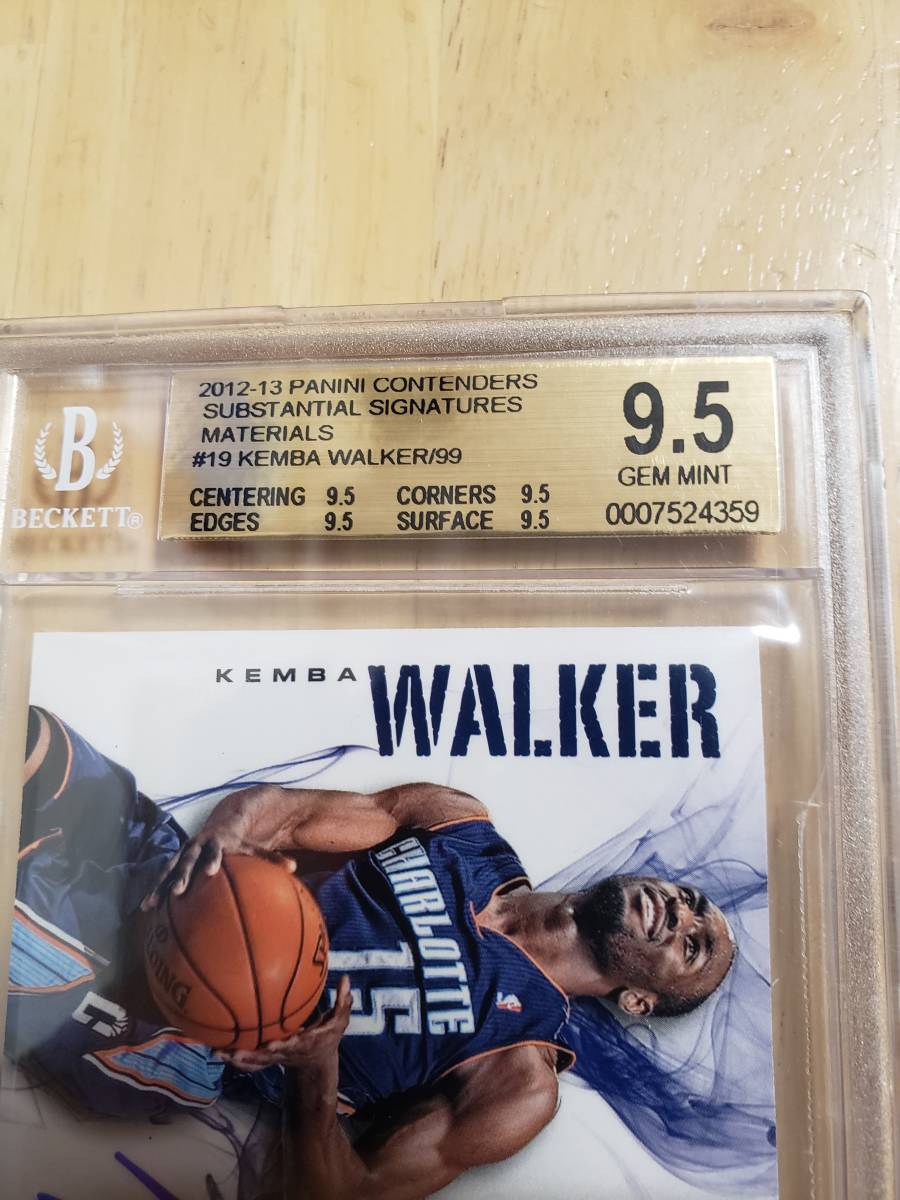 2012-13 PANINI CONTENDERS
SUBSTANTIAL SIGNATURES
MATERIALS
#19 KEMBA WALKER/99
CENTERING 9.5 CORNERS 9.5
EDGES 9.5 SURFACE 9.5
9.5
GEM MINT
0007524359
B
BECKETT®
KEMBA WALKER
CHARLOTTE
15